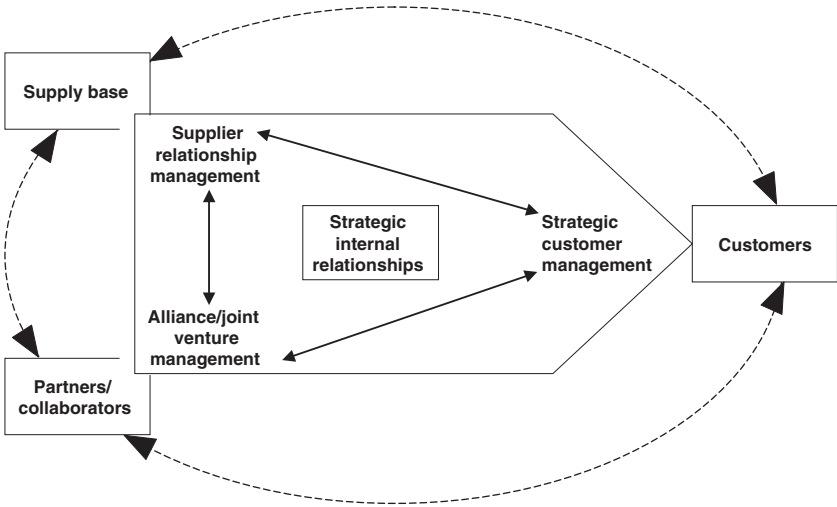 Supply base
Supplier
relationship
management
Strategic
internal
relationships
Strategic
customer
management
Customers
Alliance/joint
venture
management
Partners/
collaborators